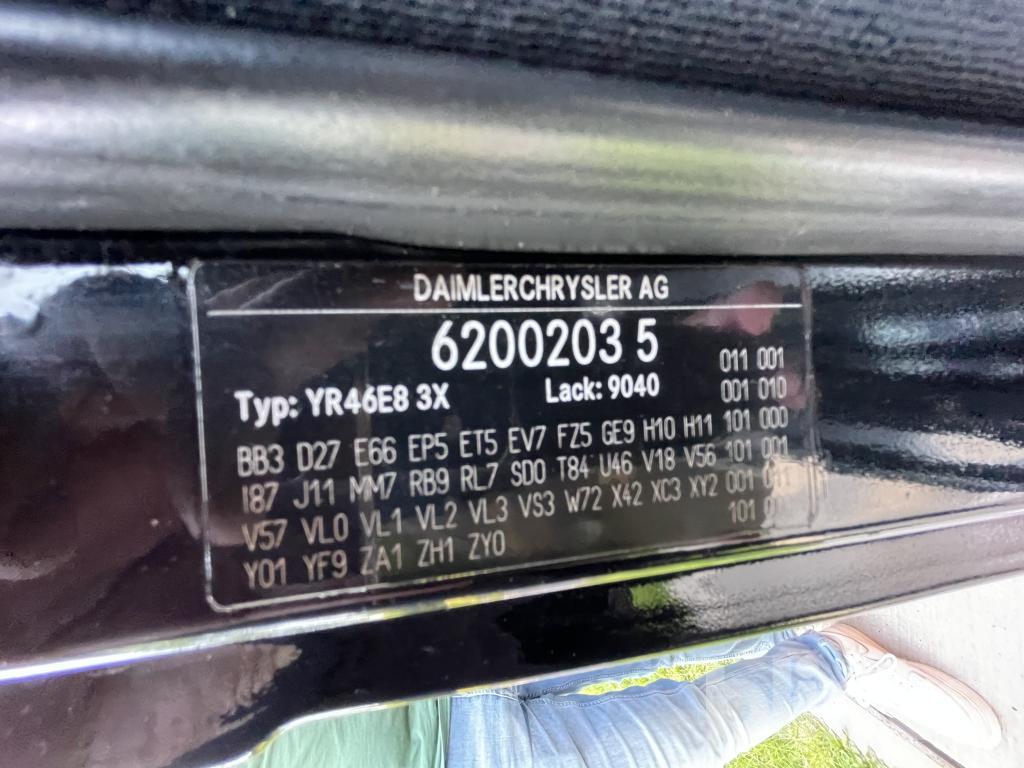 DAIMLERCHRYSLER AG
6200203 5
Typ: YR46E8 3X Lack: 9040
011 001
001 010
BB3 D27 E66 EP5 ET5 EV7 FZ5 GE9 H10 H11 101 000
I87 J11 MM7 RB9 RL7 SD0 T84 U46 V18 V56 101 001
V57 VL0 VL1 VL2 VL3 VS3 W72 X42 XC3 XY2 001
Y01 YF9 ZA1 ZH1 ZY0 101